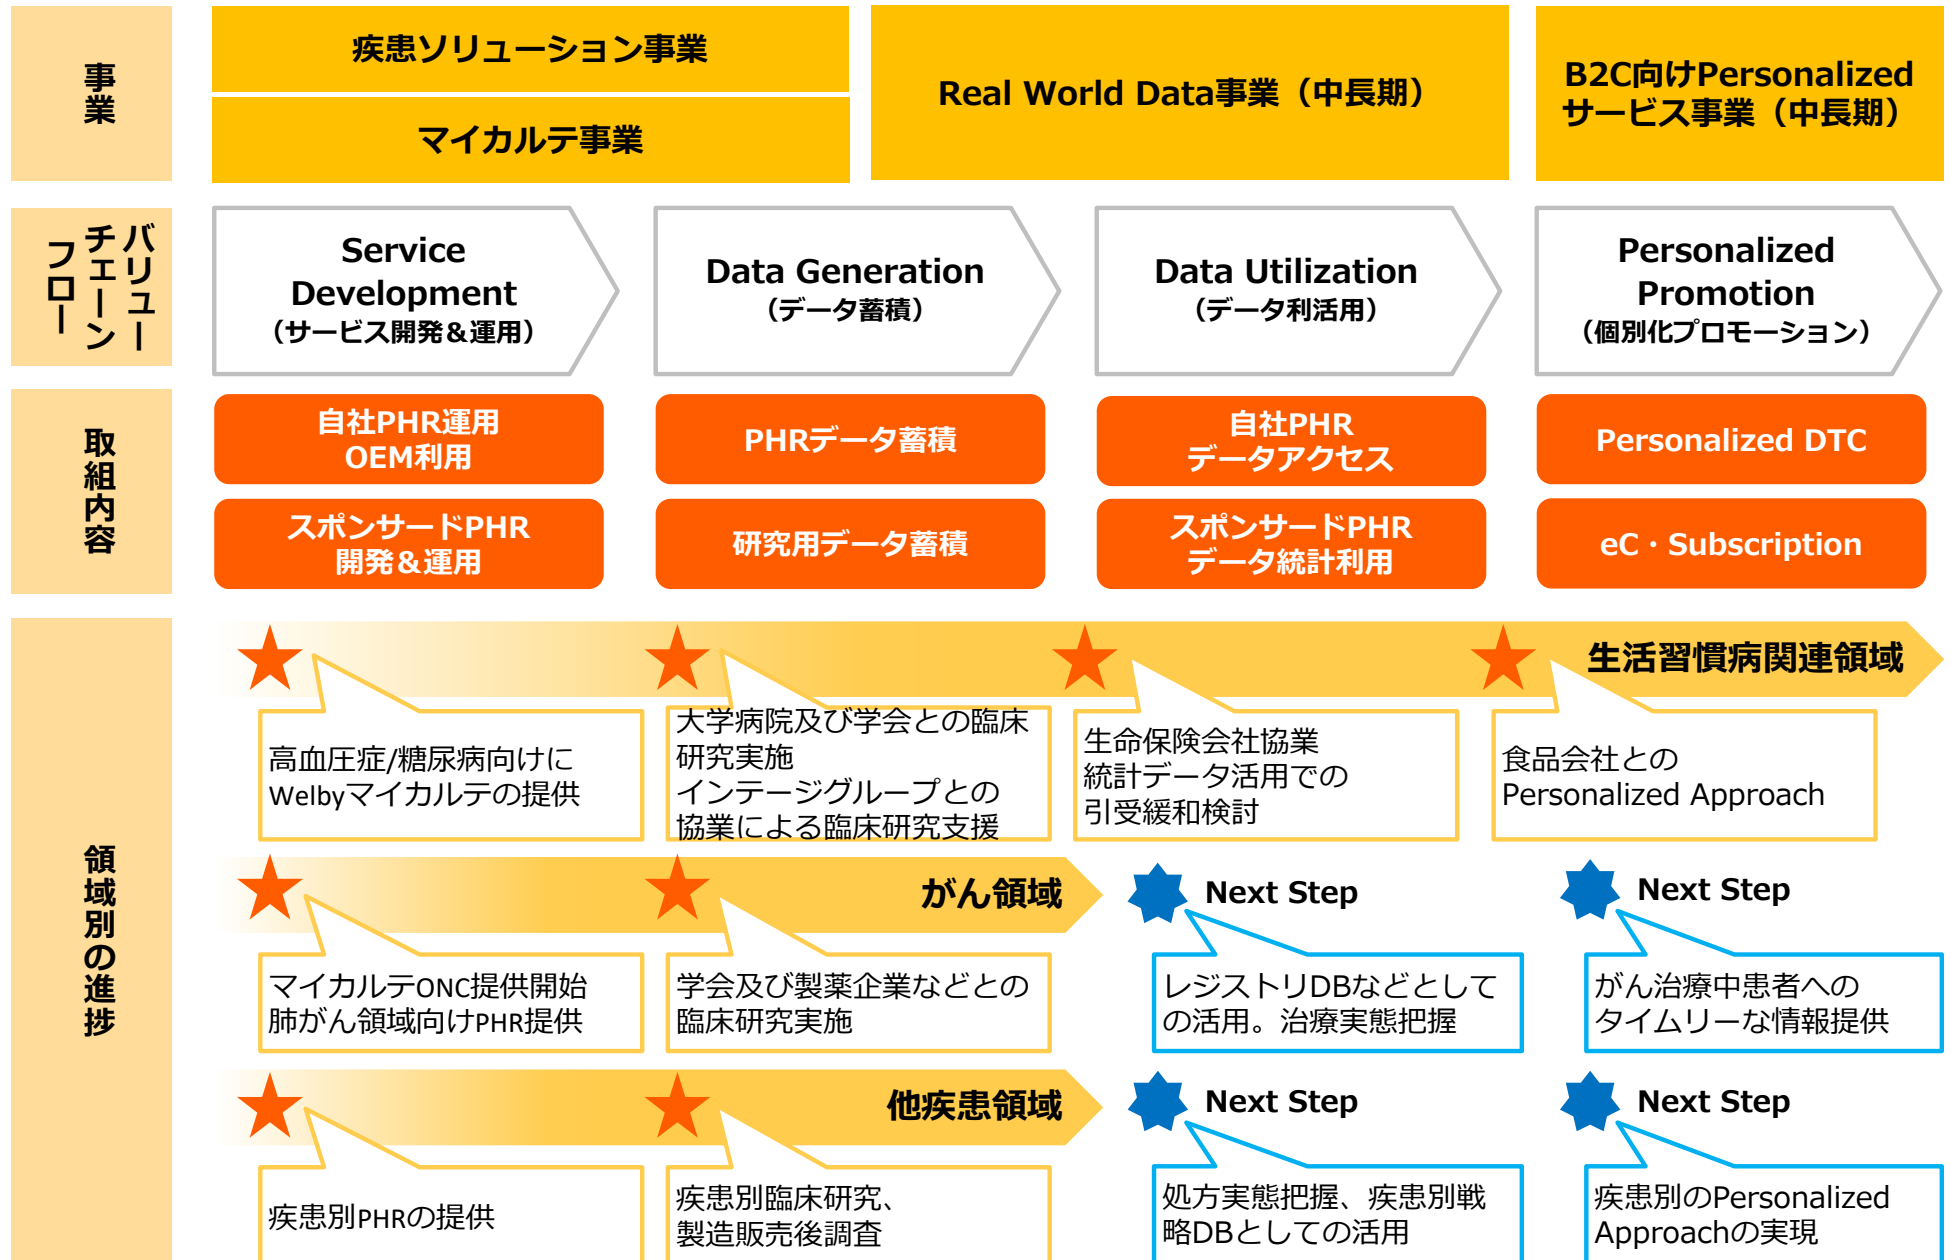 事業
疾患ソリューション事業
マイカルテ事業
Real World Data事業（中長期）
B2C向けPersonalized
サービス事業（中長期）
バリュー
チェーン
フロー
Service
Development
（サービス開発＆運用）
Data Generation
（データ蓄積）
Data Utilization
（データ利活用）
Personalized
Promotion
（個別化プロモーション）
取組内容
自社PHR運用
OEM利用
PHRデータ蓄積
自社PHR
データアクセス
Personalized DTC
スポンサードPHR
開発＆運用
研究用データ蓄積
スポンサードPHR
データ統計利用
eC・Subscription
領域別の進捗
生活習慣病関連領域
高血圧症/糖尿病向けに
Welbyマイカルテの提供
大学病院及び学会との臨床
研究実施
インテージグループとの
協業による臨床研究支援
生命保険会社協業
統計データ活用での
引受緩和検討
食品会社との
Personalized Approach
がん領域
Next Step
Next Step
マイカルテONC提供開始
肺がん領域向けPHR提供
学会及び製薬企業などとの
臨床研究実施
レジストリDBなどとして
の活用。治療実態把握
がん治療中患者への
タイムリーな情報提供
他疾患領域
Next Step
Next Step
疾患別PHRの提供
疾患別臨床研究、
製造販売後調査
処方実態把握、疾患別戦
略DBとしての活用
疾患別のPersonalized
Approachの実現